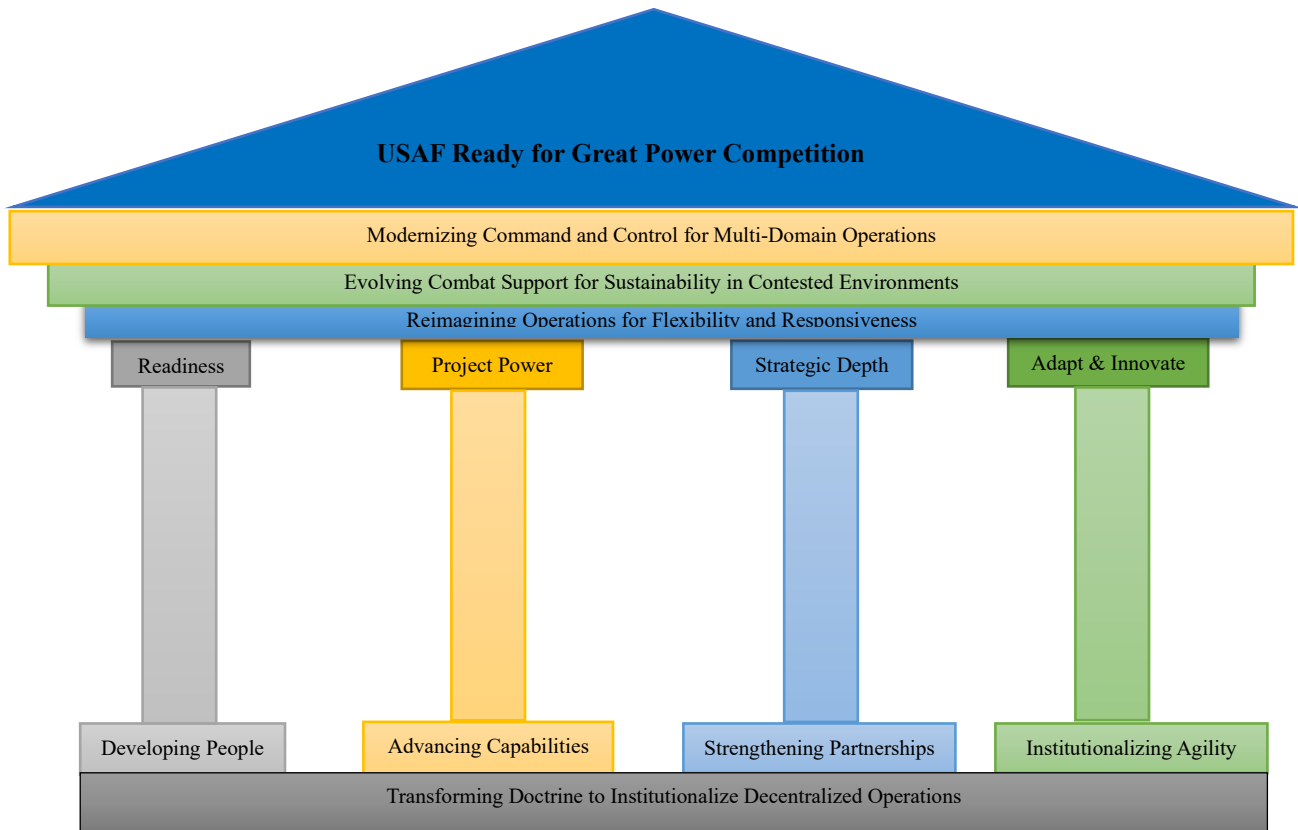 USAF Ready for Great Power Competition
Modernizing Command and Control for Multi-Domain Operations
Evolving Combat Support for Sustainability in Contested Environments
Reimagining Operations for Flexibility and Responsiveness
Readiness
Project Power
Strategic Depth
Adapt & Innovate
Developing People
Advancing Capabilities
Strengthening Partnerships
Institutionalizing Agility
Transforming Doctrine to Institutionalize Decentralized Operations